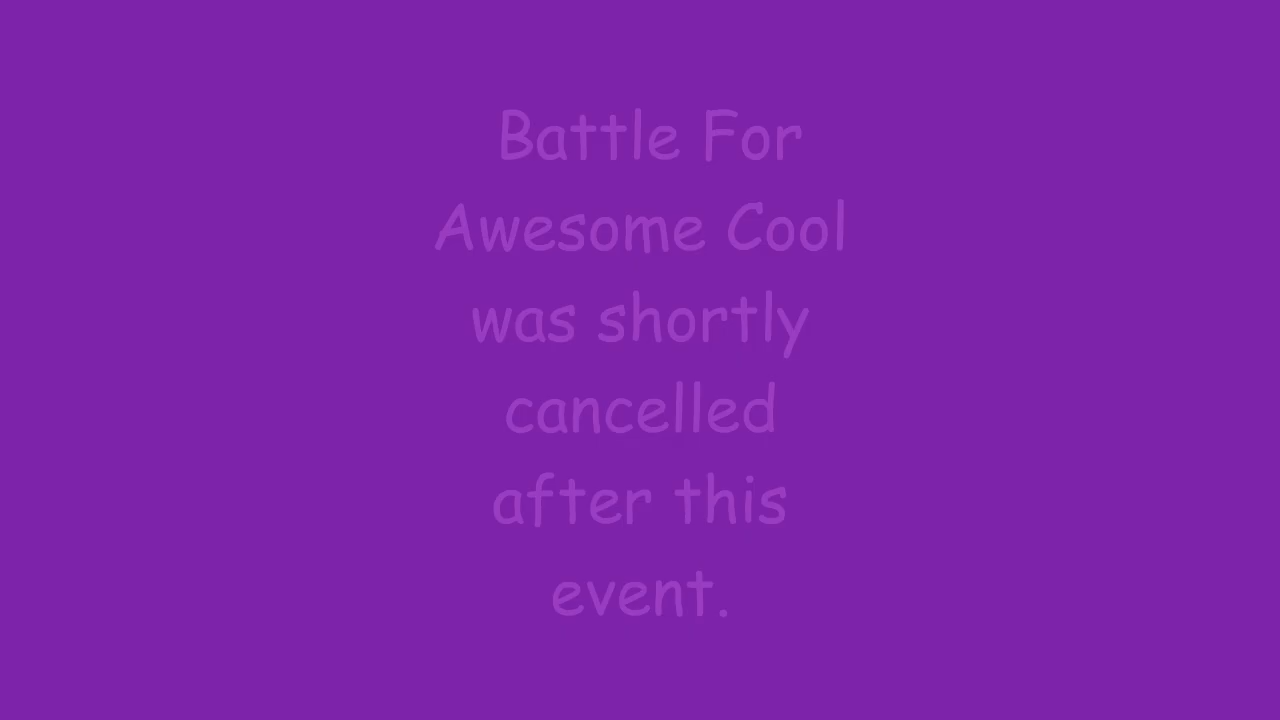 Battle For
Awesome Cool
was shortly
cancelled
after this
event.